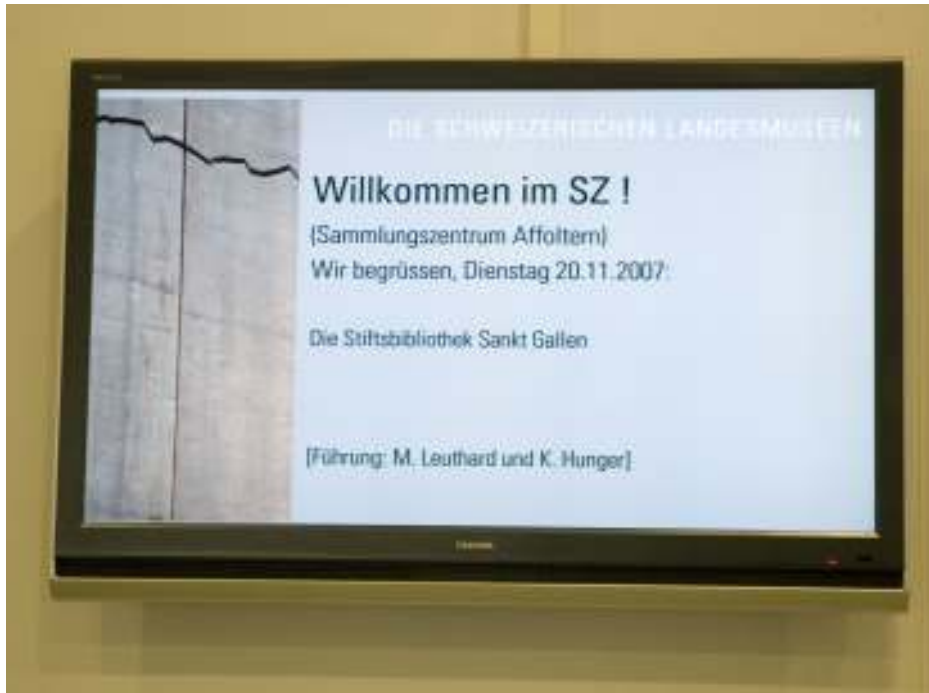 DIE SCHWEIZERISCHEN LANDESMUSEEN
Willkommen im SZ !
(Sammlungszentrum Affoltern)
Wir begrüssen, Dienstag 20.11.2007:
Die Stiftsbibliothek Sankt Gallen
[Führung: M. Leuthard und K. Hunger]